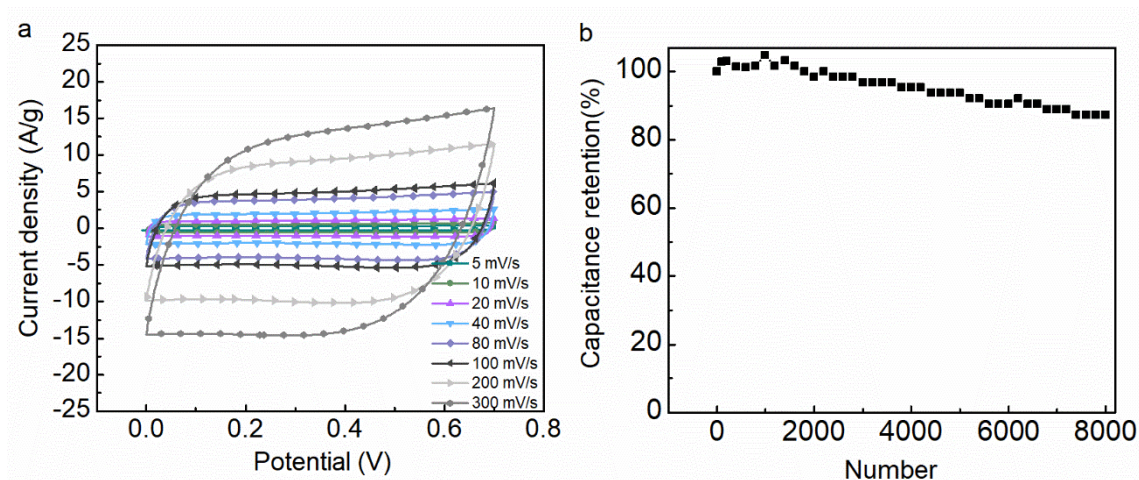 a
25
20
15
10
5
0
-5
-10
-15
-20
-25
Current density (A/g)
5 mV/s
10 mV/s
20 mV/s
40 mV/s
80 mV/s
100 mV/s
200 mV/s
300 mV/s
0.0 0.2 0.4 0.6 0.8
Potential (V)
b
100
80
60
40
20
0
Capacitance retention(%)
0 2000 4000 6000 8000
Number